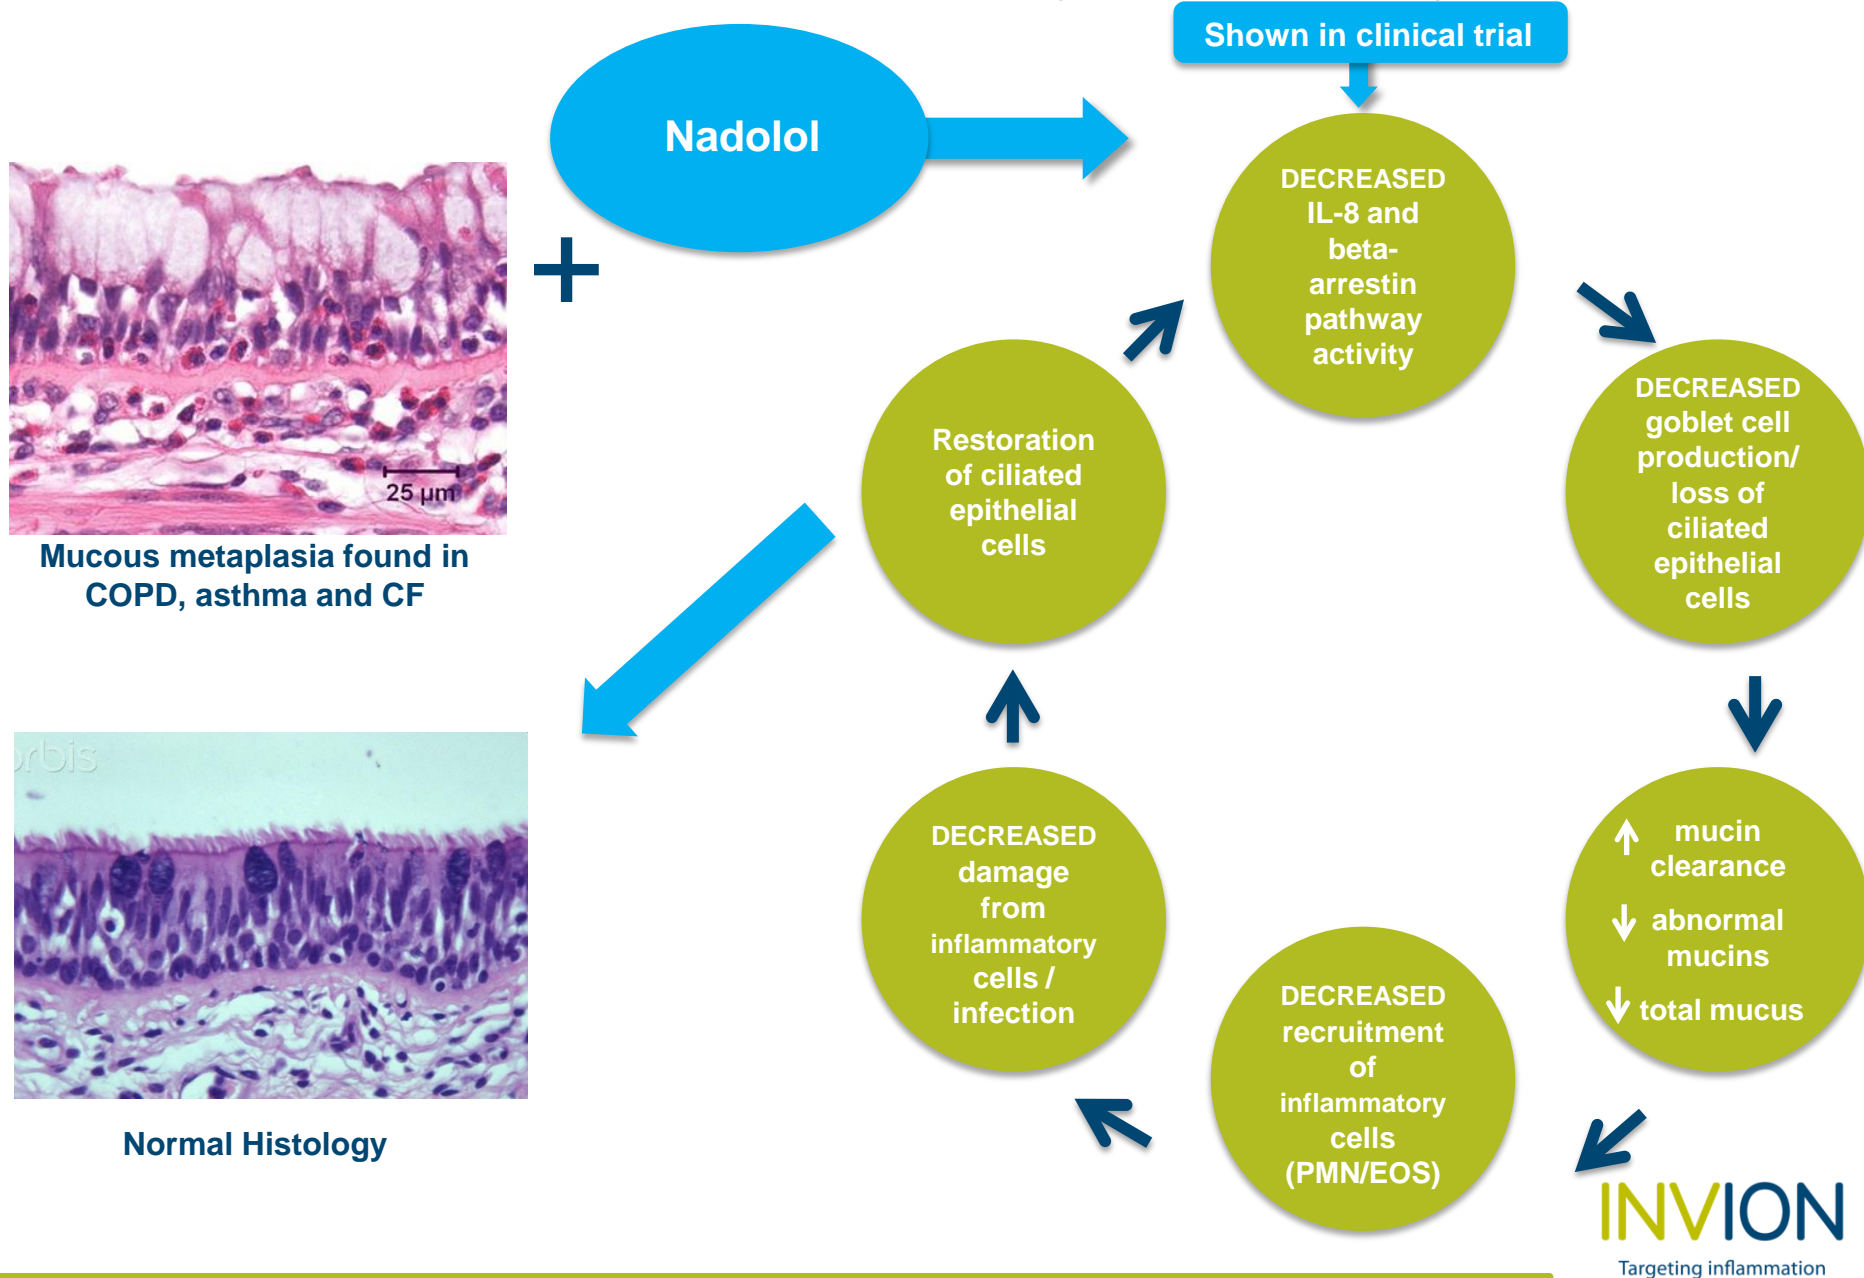 Shown in clinical trial
Nadolol
DECREASED
IL-8 and
beta-
arrestin
pathway
activity
DECREASED
goblet cell
production/
loss of
ciliated
epithelial
cells
mucin
clearance
abnormal
mucins
total mucus
DECREASED
recruitment
of
inflammatory
cells
(PMN/EOS)
DECREASED
damage
from
inflammatory
cells /
infection
Restoration
of ciliated
epithelial
cells
25 µm
Mucous metaplasia found in
COPD, asthma and CF
orbis
Normal Histology
INVION
Targeting inflammation